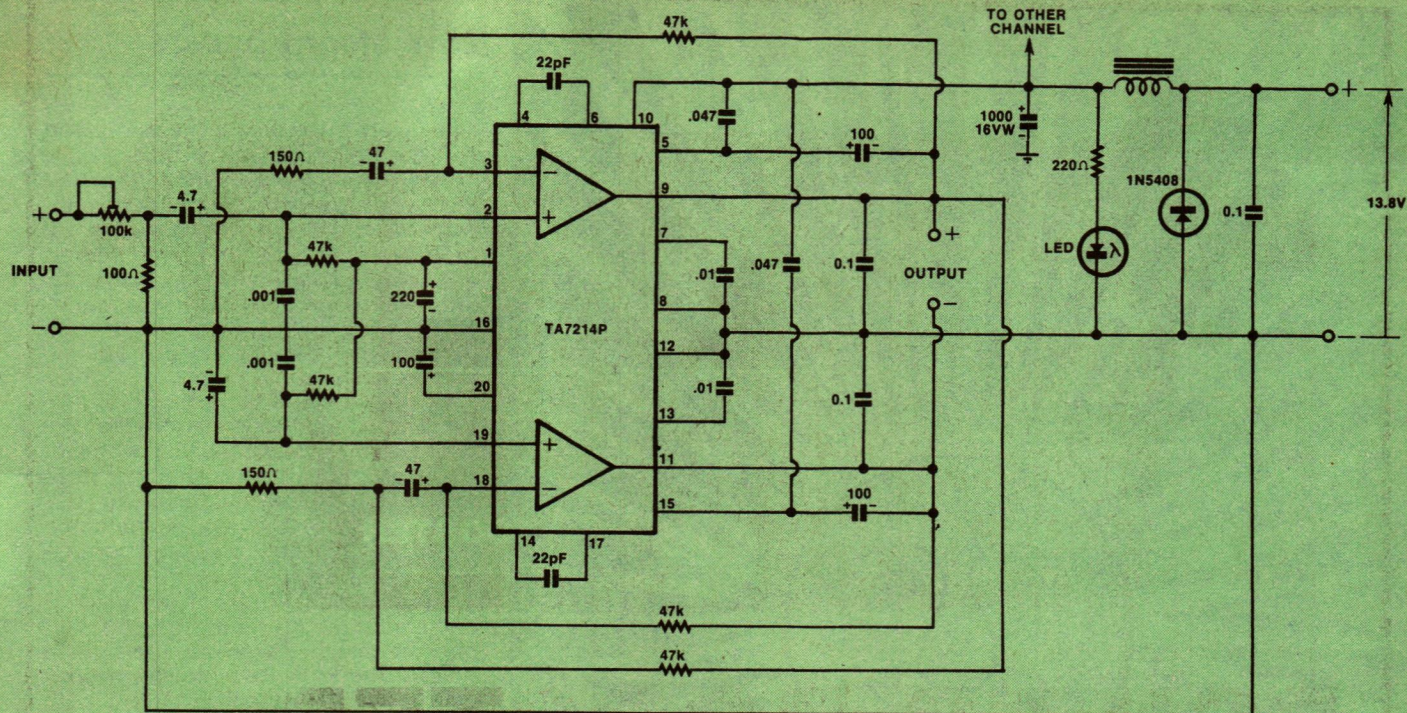 47k
TO OTHER
CHANNEL
22pF
4
6
10
.047
5
100
1000
16VW
+
-
150Ω
47
3
-
9
220Ω
1N5408
+
100k
4.7
2
+
+
LED
λ
0.1
13.8V
INPUT
100Ω
47k
1
7
.01
.047
0.1
OUTPUT
.001
220
8
-
-
16
TA7214P
-
.001
100
12
4.7
47k
20
.01
0.1
13
19
+
150Ω
47
18
-
11
15
100
14
17
22pF
47k
47k